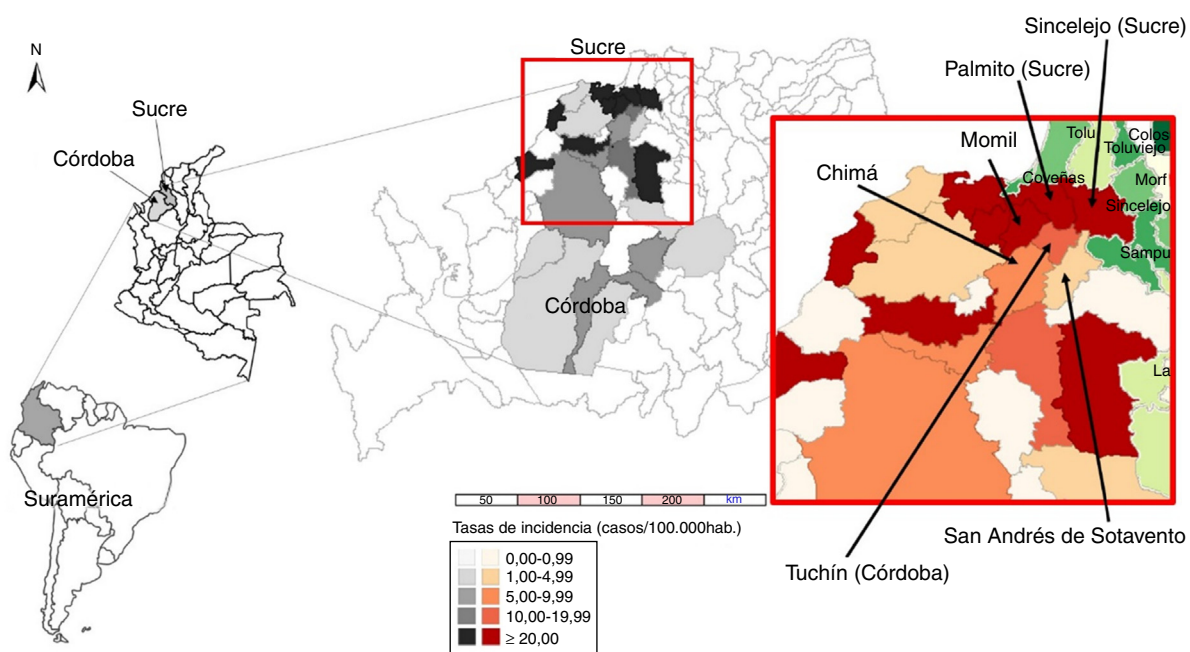 N
Sucre
Córdoba
Suramérica
Sucre
Córdoba
Sincelejo (Sucre)
Palmito (Sucre)
Momil
Chimá
Tolu
Colos
Toluviejo
Coveñas
Morf
Sincelejo
Sampu
La
San Andrés de Sotavento
Tuchín (Córdoba)
50 100 150 200 km
Tasas de incidencia (casos/100.000hab.)
0,00-0,99
1,00-4,99
5,00-9,99
10,00-19,99
≥ 20,00